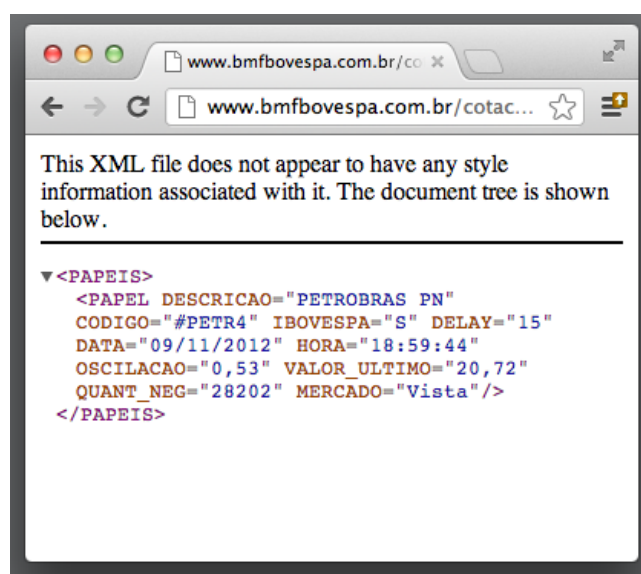 www.bmfbovespa.com.br/co
www.bmfbovespa.com.br/cotac...
This XML file does not appear to have any style
information associated with it. The document tree is shown
below.
<PAPEIS>
<PAPEL DESCRICAO="PETROBRAS PN"
CODIGO="#PETR4" IBOVESPA="S" DELAY="15"
DATA="09/11/2012" HORA="18:59:44"
OSCILACAO="0,53" VALOR_ULTIMO="20,72"
QUANT_NEG="28202" MERCADO="Vista"/>
</PAPEIS>